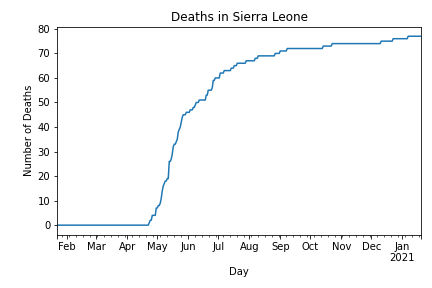 Deaths in Sierra Leone
Number of Deaths
80
70
60
50
40
30
20
10
0
Feb Mar Apr May Jun Jul Aug Sep Oct Nov Dec Jan
2021
Day